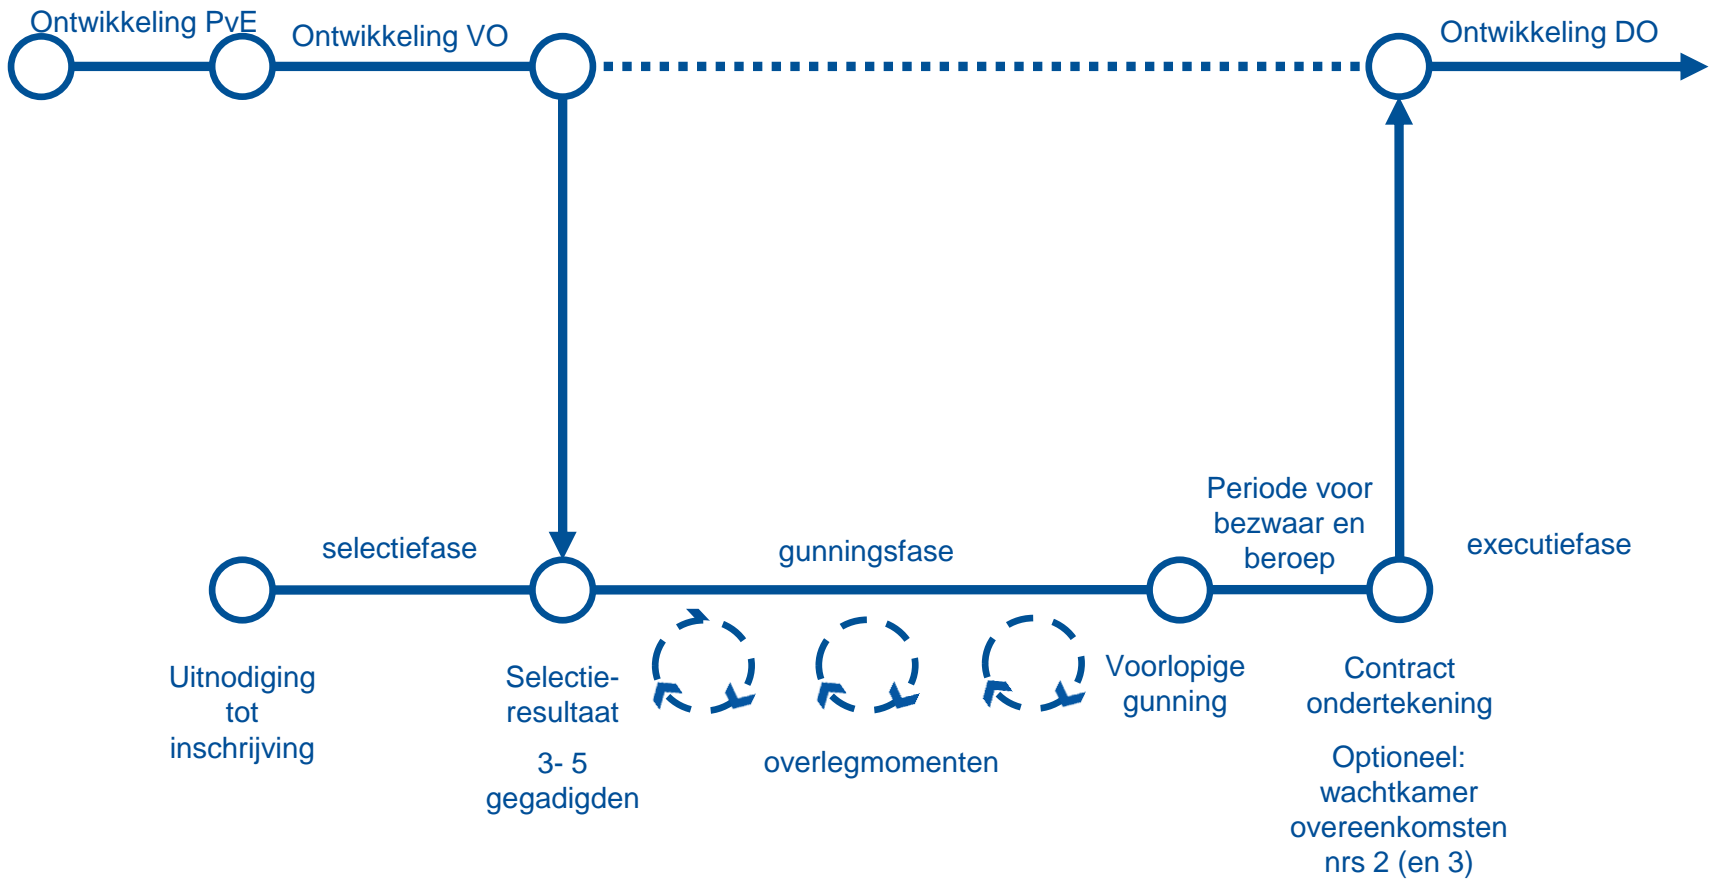 Ontwikkeling PvE
Ontwikkeling VO
Ontwikkeling DO
selectiefase
gunningsfase
Periode voor
bezwaar en
beroep
executiefase
Uitnodiging
tot
inschrijving
Selectie-
resultaat
3- 5
gegadigden
overlegmomenten
Voorlopige
gunning
Contract
ondertekening
Optioneel:
wachtkamer
overeenkomsten
nrs 2 (en 3)